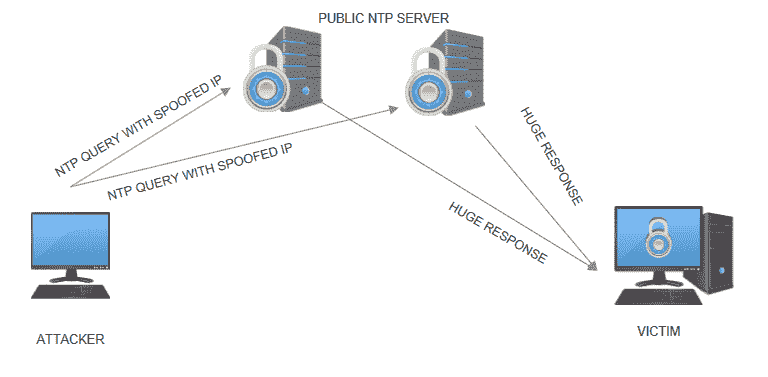 PUBLIC NTP SERVER
NTP QUERY WITH SPOOFED IP
NTP QUERY WITH SPOOFED IP
HUGE RESPONSE
HUGE RESPONSE
ATTACKER
VICTIM